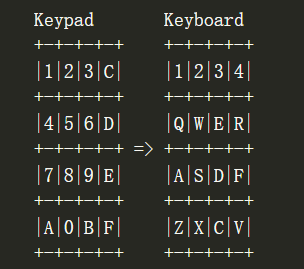 Keypad       Keyboard
+-+-+-+-+    +-+-+-+-+
|1|2|3|C|    |1|2|3|4|
+-+-+-+-+    +-+-+-+-+
|4|5|6|D|    |Q|W|E|R|
+-+-+-+-+ => +-+-+-+-+
|7|8|9|E|    |A|S|D|F|
+-+-+-+-+    +-+-+-+-+
|A|0|B|F|    |Z|X|C|V|
+-+-+-+-+    +-+-+-+-+